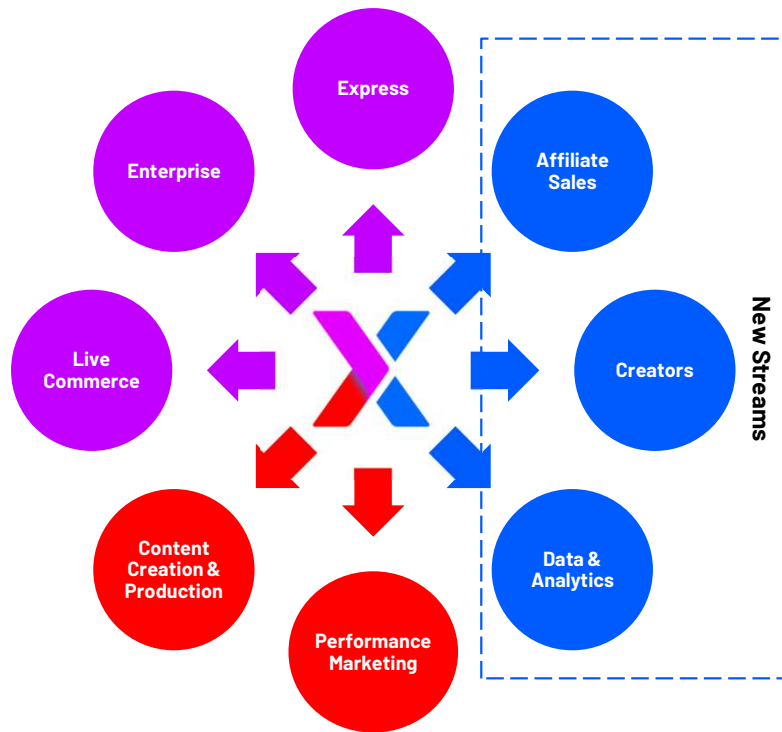 Express
Affiliate
Sales
Enterprise
Creators
New Streams
Live
Commerce
Data &
Analytics
Content
Creation &
Production
Performance
Marketing